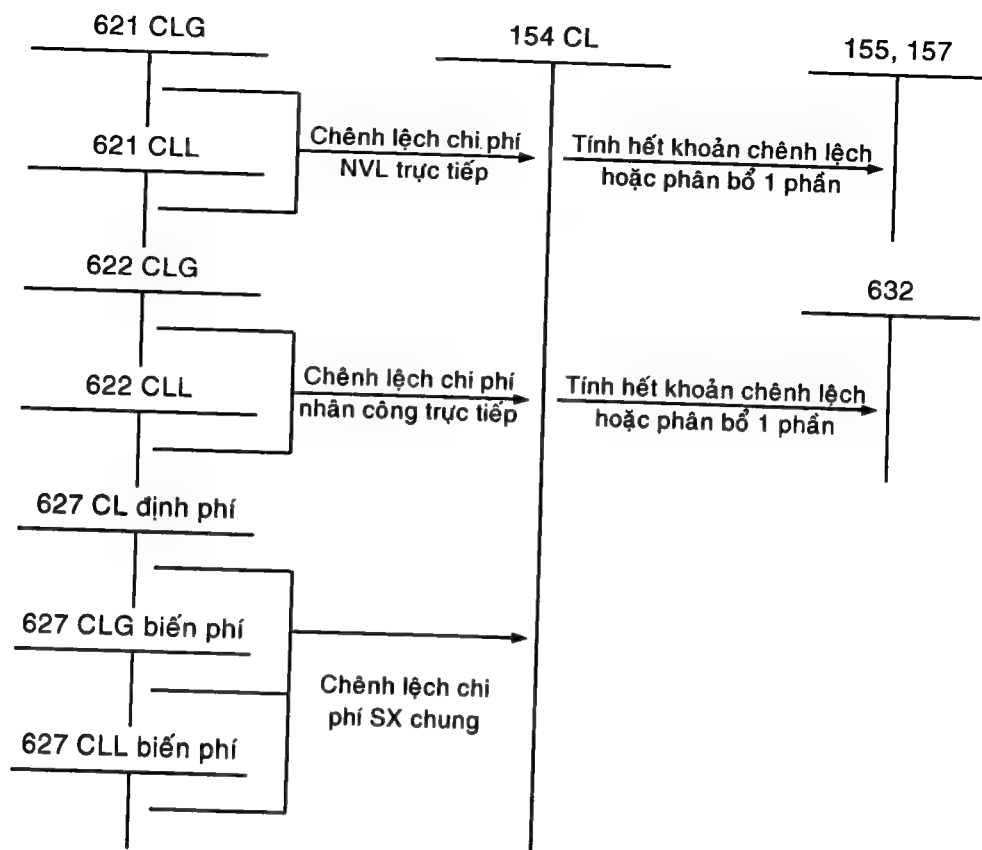 621 CLG
154 CL
155, 157
621 CLL
Chênh lệch chi phí
NVL trực tiếp
Tính hết khoản chênh lệch
hoặc phân bổ 1 phần
622 CLG
632
622 CLL
Chênh lệch chi phí
nhân công trực tiếp
Tính hết khoản chênh lệch
hoặc phân bổ 1 phần
627 CL định phí
627 CLG biến phí
Chênh lệch chi
phí SX chung
627 CLL biến phí